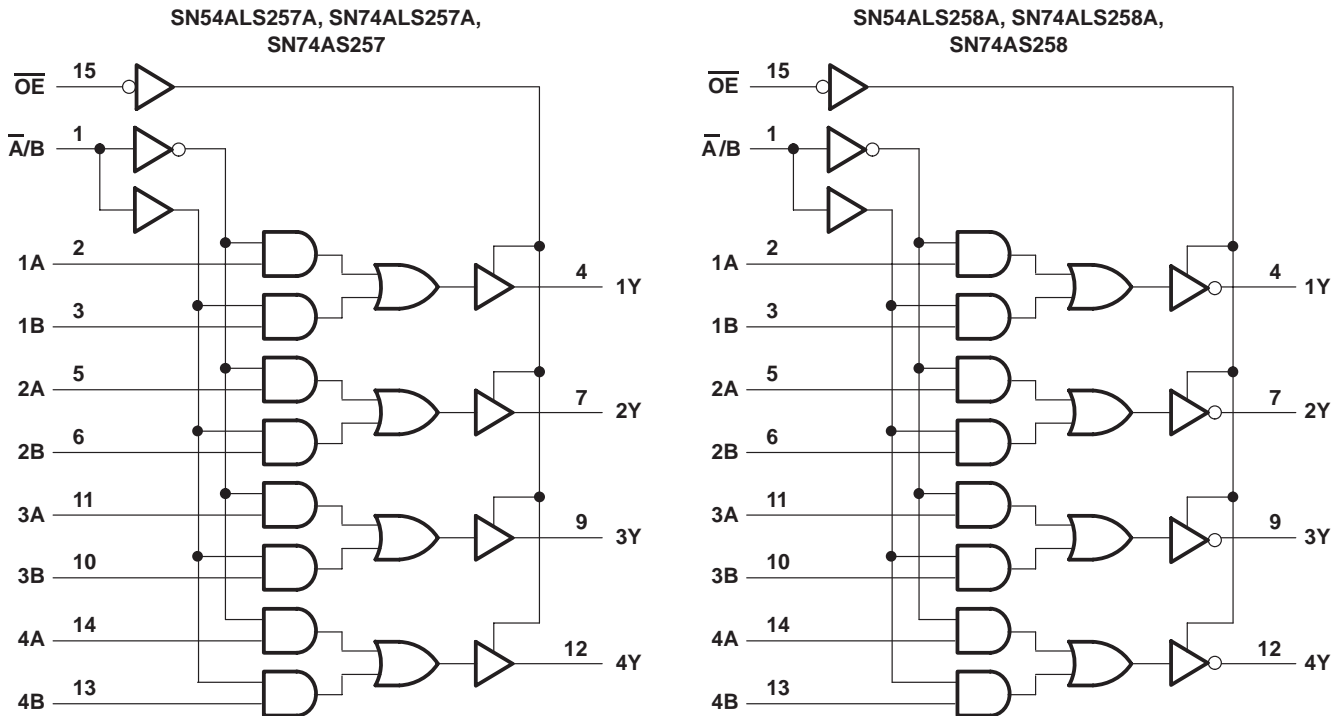 SN54ALS257A, SN74ALS257A,
SN74AS257
OE 15
A/B 1
1A 2
4 1Y
1B 3
2A 5
7 2Y
2B 6
3A 11
9 3Y
3B 10
4A 14
12 4Y
4B 13
SN54ALS258A, SN74ALS258A,
SN74AS258
OE 15
A/B 1
1A 2
4 1Y
1B 3
2A 5
7 2Y
2B 6
3A 11
9 3Y
3B 10
4A 14
12 4Y
4B 13